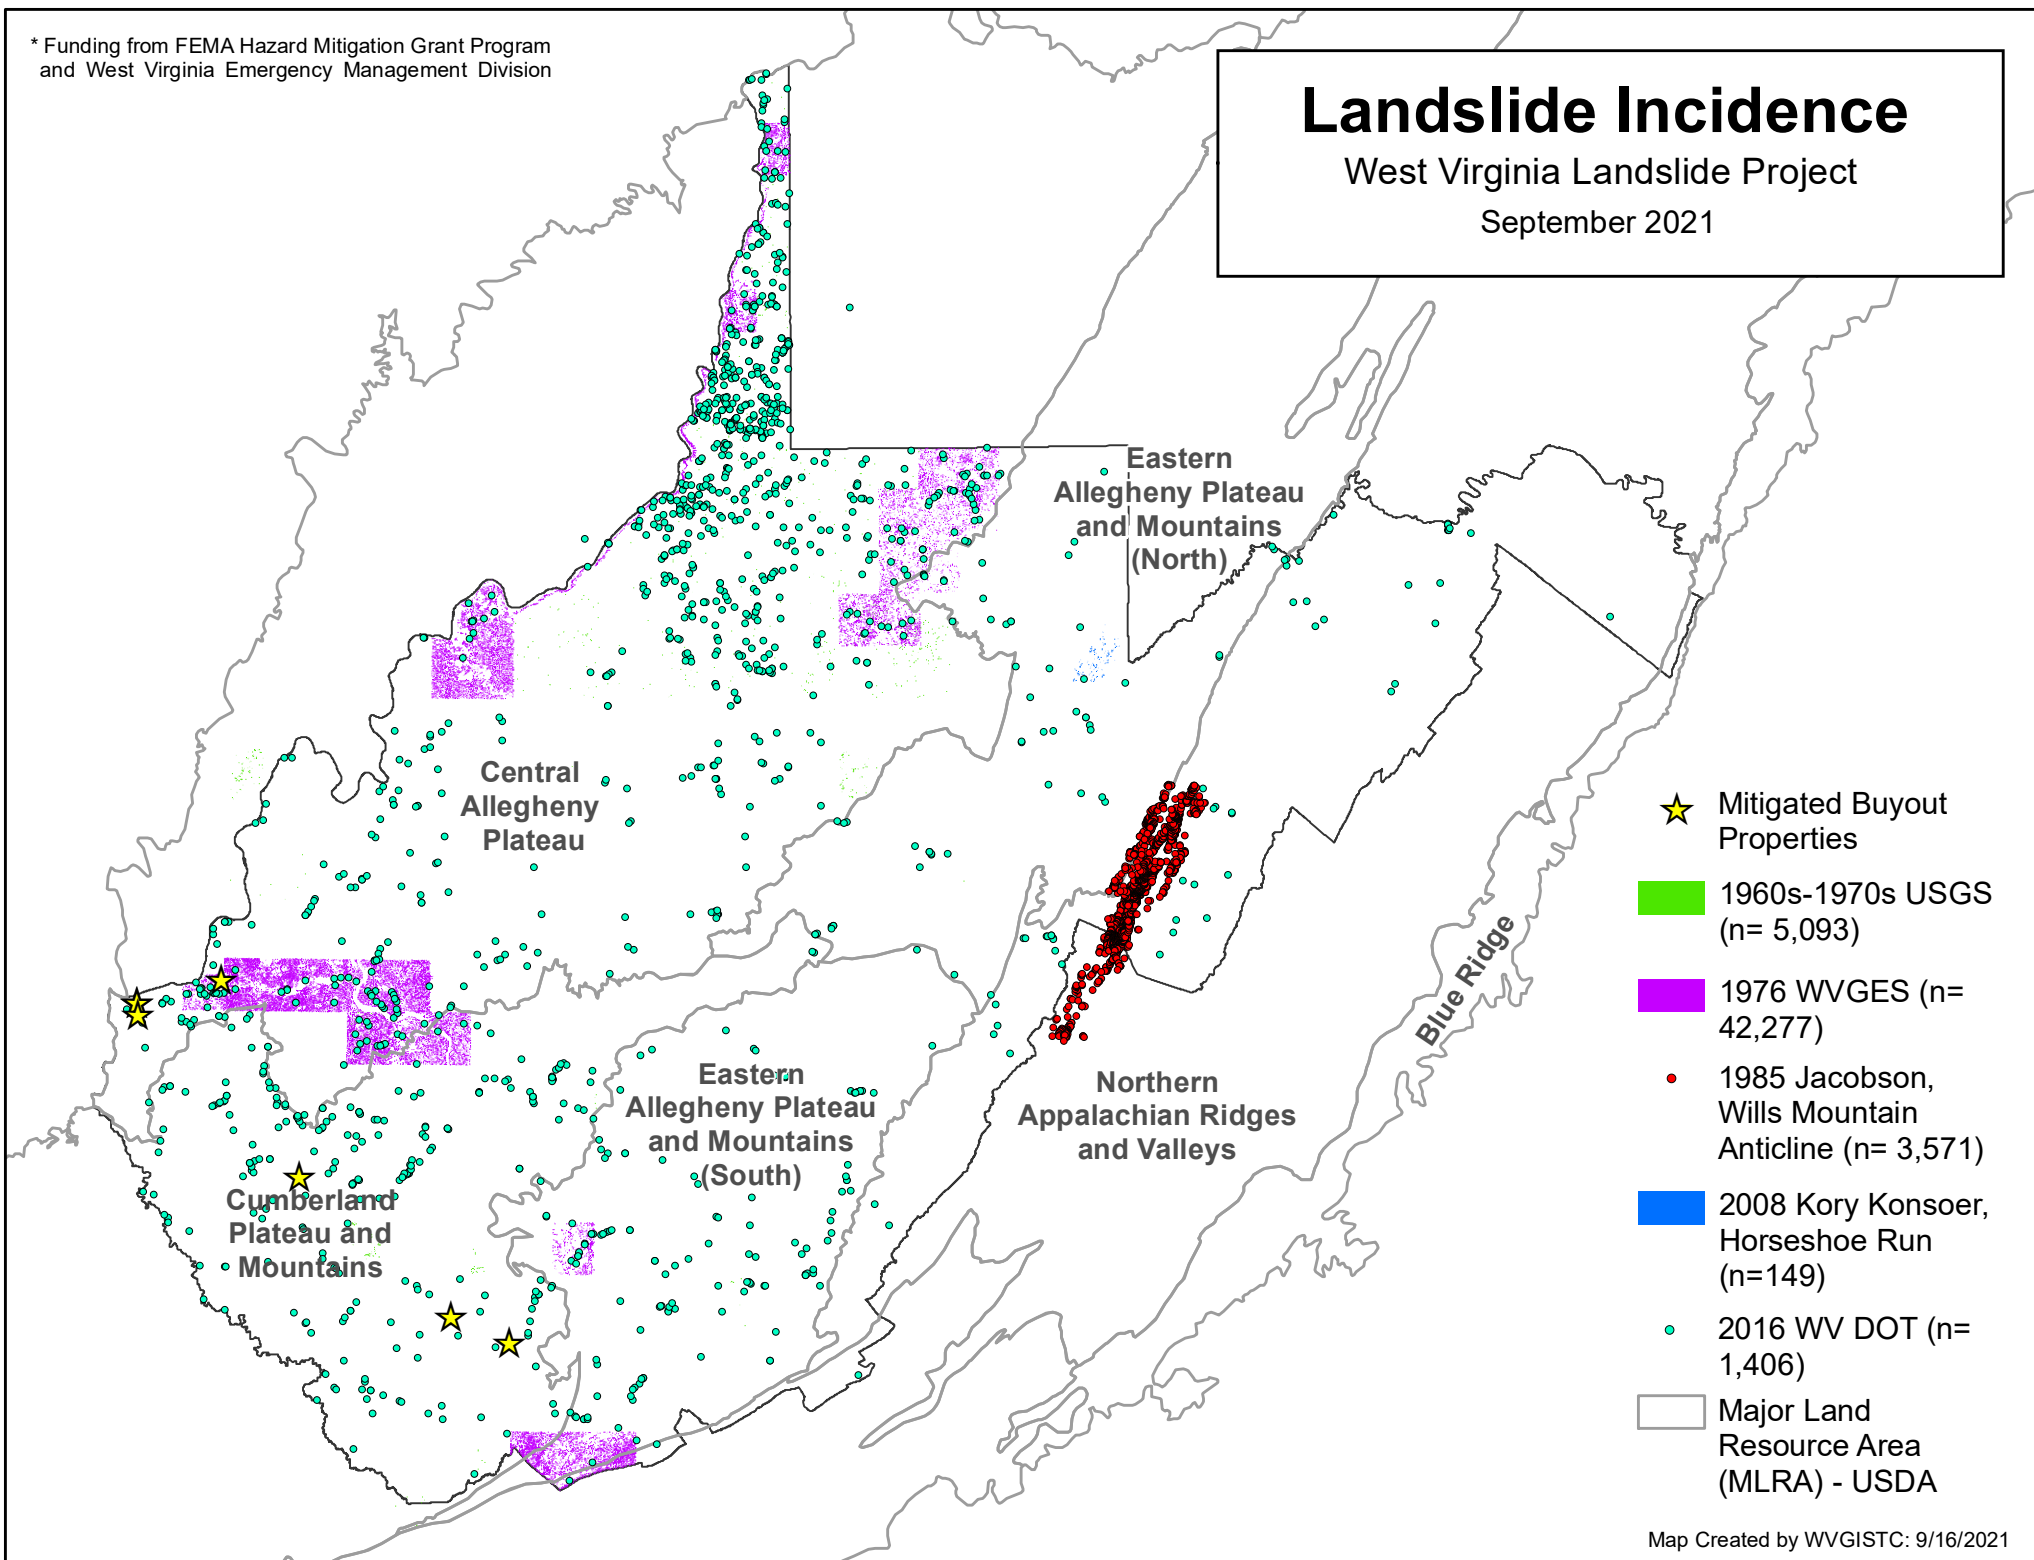 * Funding from FEMA Hazard Mitigation Grant Program
and West Virginia Emergency Management Division
Landslide Incidence
West Virginia Landslide Project
September 2021
Eastern
Allegheny Plateau
and Mountains
(North)
Central
Allegheny
Plateau
Eastern
Allegheny Plateau
and Mountains
(South)
Northern
Appalachian Ridges
and Valleys
Blue Ridge
Cumberland
Plateau and
Mountains
Mitigated Buyout
Properties
1960s-1970s USGS
(n= 5,093)
1976 WVGES (n=
42,277)
1985 Jacobson,
Wills Mountain
Anticline (n= 3,571)
2008 Kory Konsoer,
Horseshoe Run
(n=149)
2016 WV DOT (n=
1,406)
Major Land
Resource Area
(MLRA) - USDA
Map Created by WVGISTC: 9/16/2021